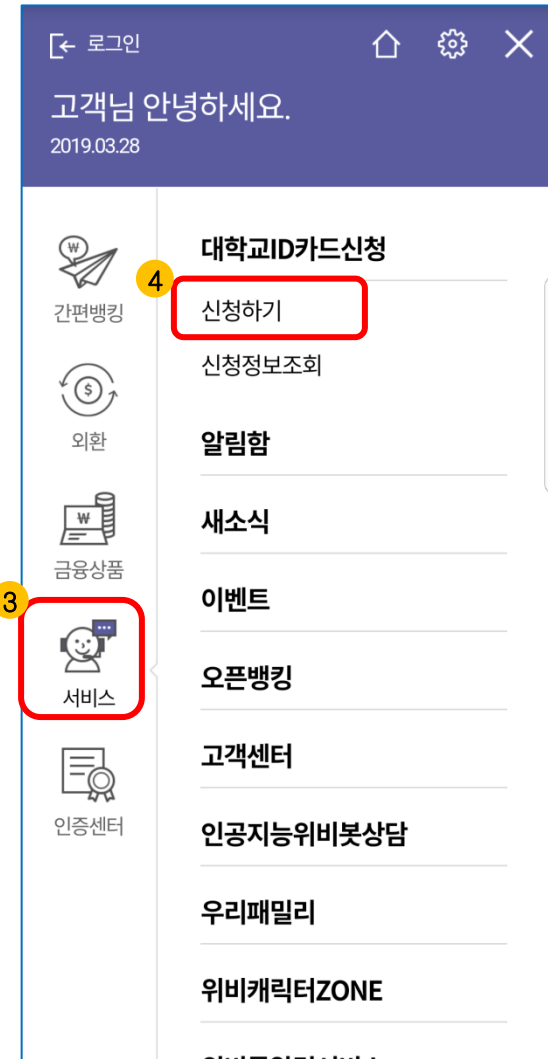 로그인
고객님 안녕하세요.
2019.03.28
간편뱅킹
외환
금융상품
3
서비스
인증센터
대학교ID카드신청
4
신청하기
신청정보조회
알림함
새소식
이벤트
오픈뱅킹
고객센터
인공지능위비봇상담
우리패밀리
위비캐릭터ZONE